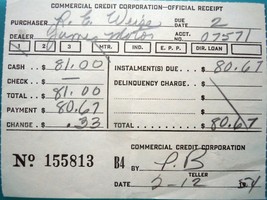 COMMERCIAL CREDIT CORPORATION—OFFICIAL RECEIPT
PURCHASER DUE DATE 2
DEALER Motor ACCT. NO. 07571
1 2 3 MTR. IND. E.P.P. DIR. LOAN
CASH $ 81.00 INSTALMENT(S) DUE $ 80.67
CHECK $ — DELINQUENCY CHARGE $
TOTAL $ 81.00
PAYMENT $ 80.67
CHANGE $ .33 TOTAL $ 80.67
COMMERCIAL CREDIT CORPORATION
No 155813 B4 BY P.B
TELLER
DATE 2-12 54